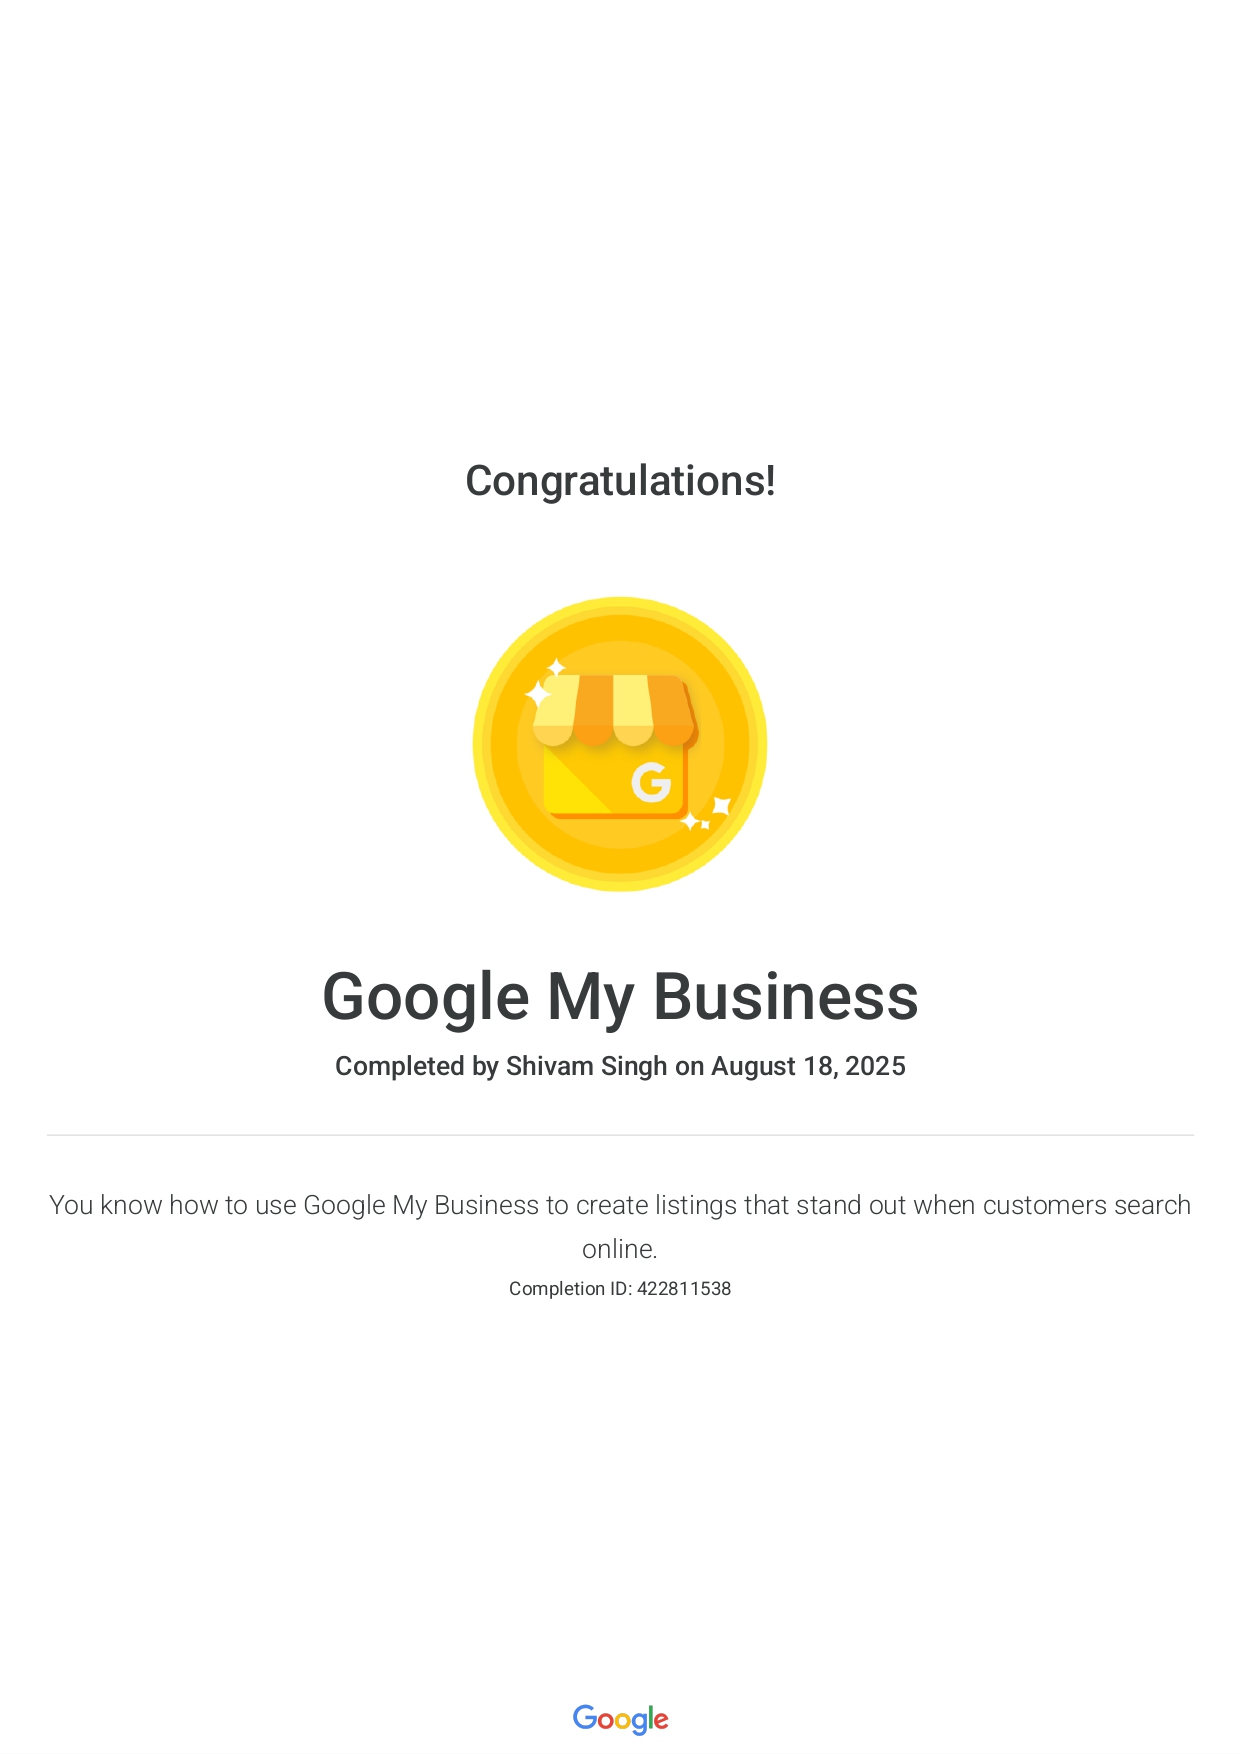 Congratulations!
G
Google My Business
Completed by Shivam Singh on August 18, 2025
You know how to use Google My Business to create listings that stand out when customers search
online.
Completion ID: 422811538
Google